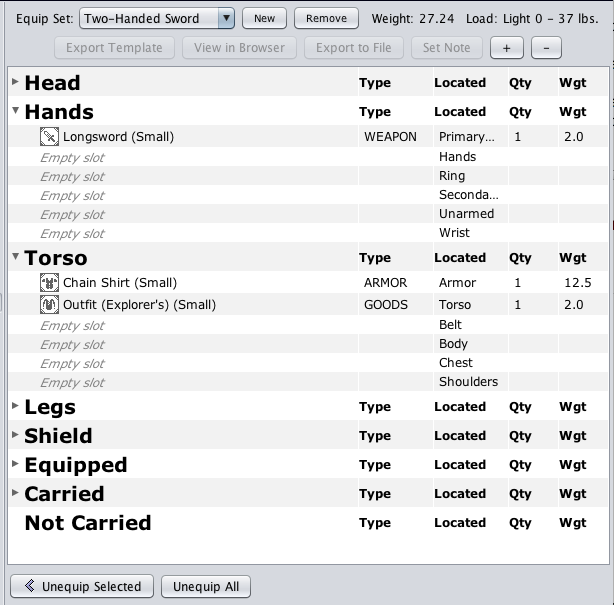 Equip Set: Two-Handed Sword New Remove Weight: 27.24 Load: Light 0 – 37 lbs.
Export Template View in Browser Export to File Set Note + –
Head Type Located Qty Wgt
Hands Type Located Qty Wgt
Longsword (Small) WEAPON Primary... 1 2.0
Empty slot Hands
Empty slot Ring
Empty slot Seconda...
Empty slot Unarmed
Empty slot Wrist
Torso Type Located Qty Wgt
Chain Shirt (Small) ARMOR Armor 1 12.5
Outfit (Explorer's) (Small) GOODS Torso 1 2.0
Empty slot Belt
Empty slot Body
Empty slot Chest
Empty slot Shoulders
Legs Type Located Qty Wgt
Shield Type Located Qty Wgt
Equipped Type Located Qty Wgt
Carried Type Located Qty Wgt
Not Carried Type Located Qty Wgt
Unequip Selected Unequip All